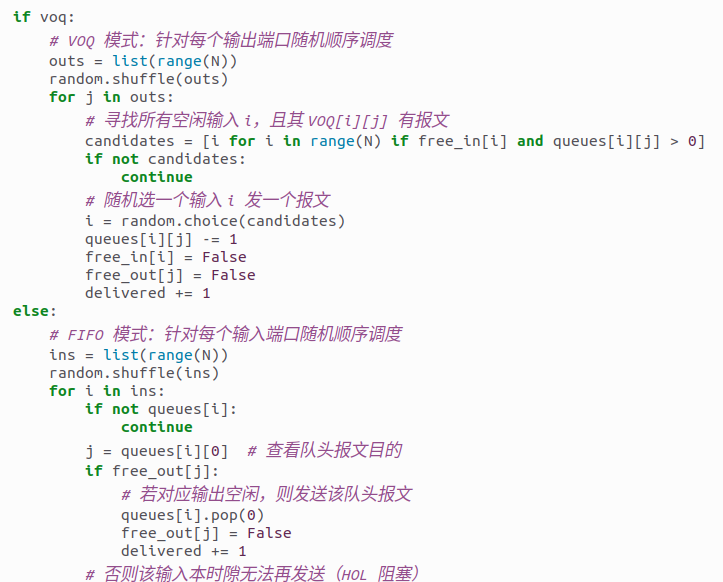 if voq:
    # VOQ 模式：针对每个输出端口随机顺序调度
    outs = list(range(N))
    random.shuffle(outs)
    for j in outs:
        # 寻找所有空闲输入 i，且其 VOQ[i][j] 有报文
        candidates = [i for i in range(N) if free_in[i] and queues[i][j] > 0]
        if not candidates:
            continue
        # 随机选一个输入 i 发一个报文
        i = random.choice(candidates)
        queues[i][j] -= 1
        free_in[i] = False
        free_out[j] = False
        delivered += 1
else:
    # FIFO 模式：针对每个输入端口随机顺序调度
    ins = list(range(N))
    random.shuffle(ins)
    for i in ins:
        if not queues[i]:
            continue
        j = queues[i][0]  # 查看队头报文目的
        if free_out[j]:
            # 若对应输出空闲，则发送该队头报文
            queues[i].pop(0)
            free_out[j] = False
            delivered += 1
        # 否则该输入本时隙无法再发送（HOL 阻塞）